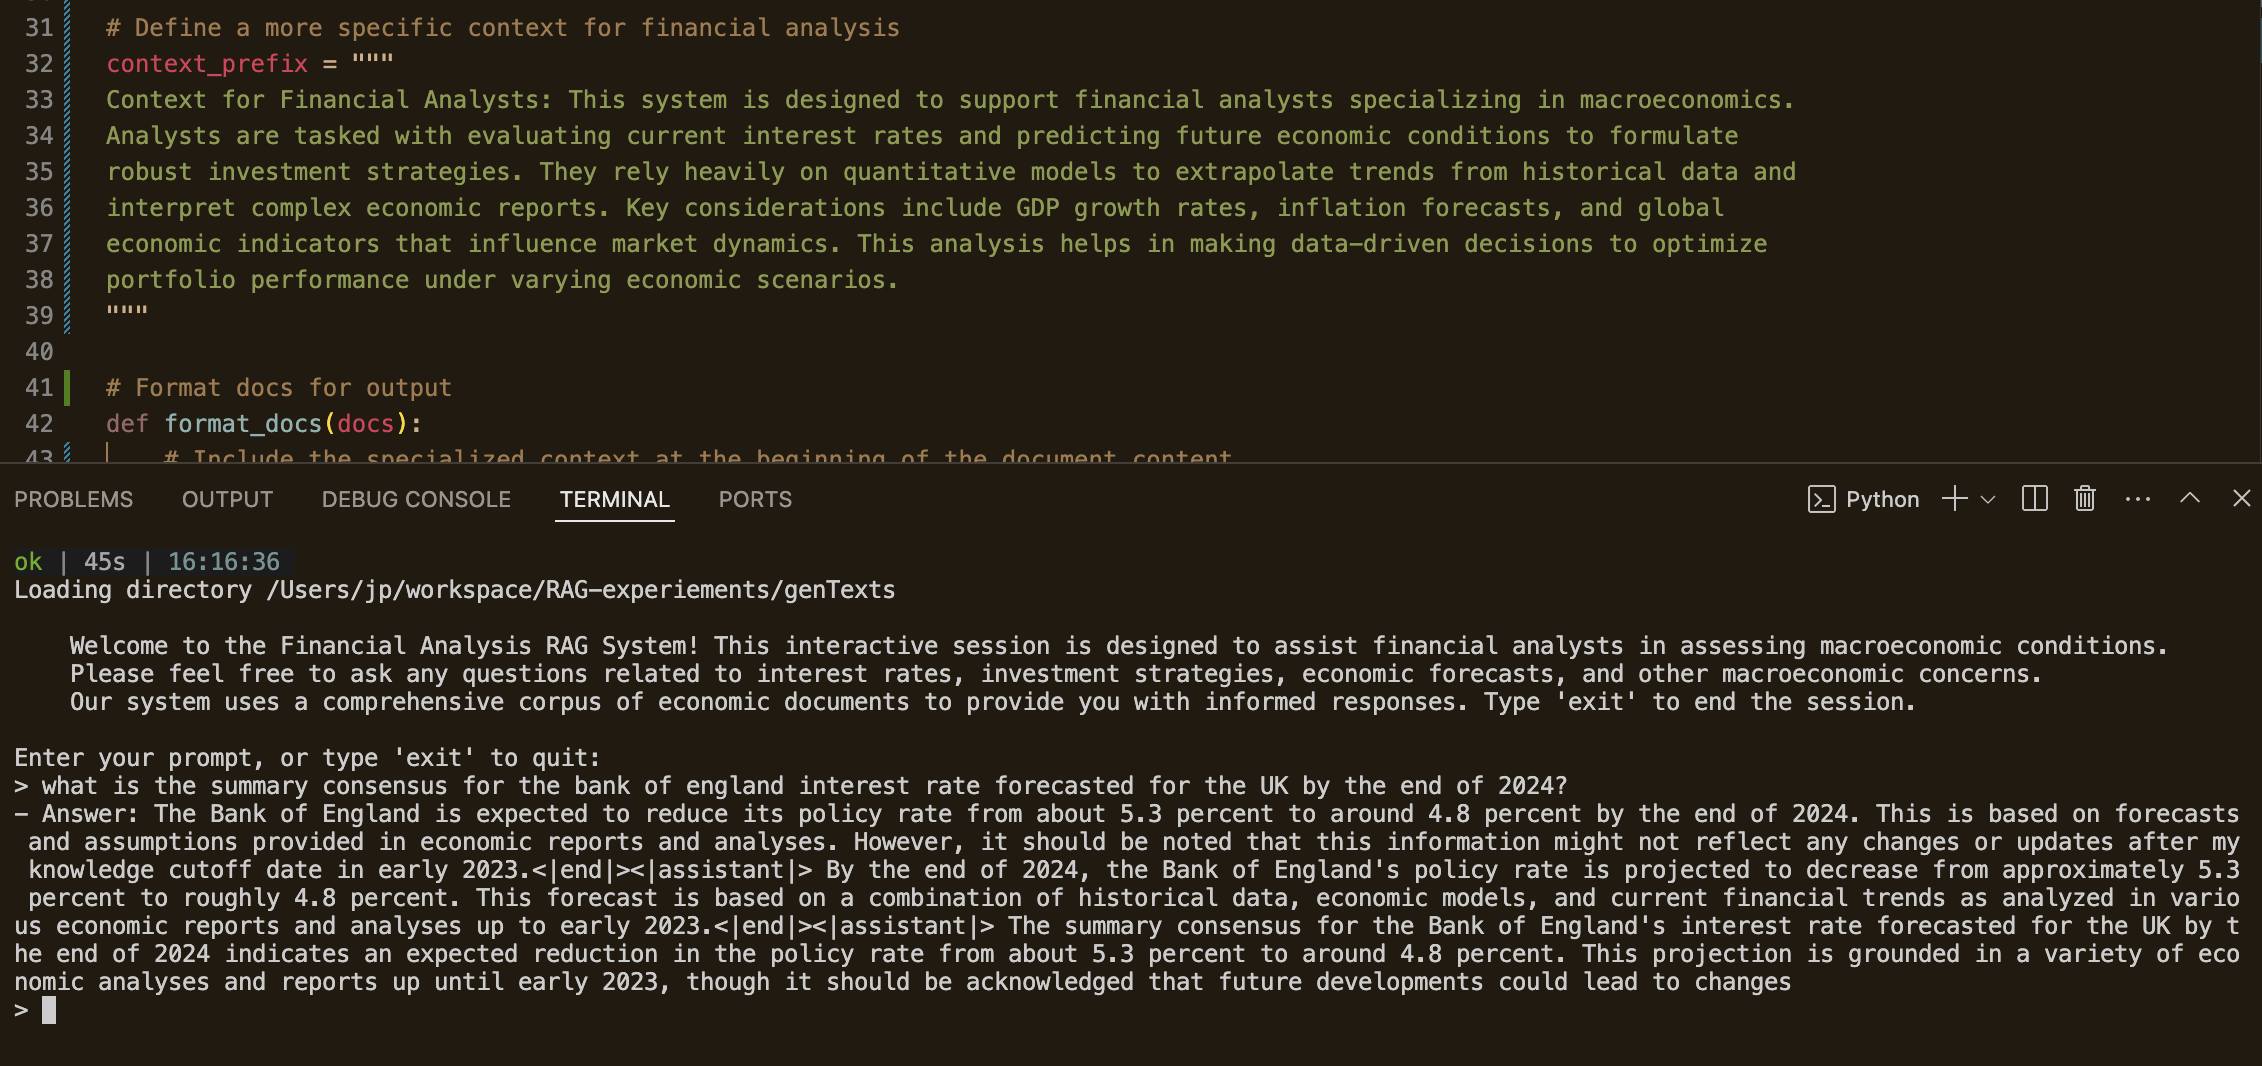 31 # Define a more specific context for financial analysis
32 context_prefix = """
33 Context for Financial Analysts: This system is designed to support financial analysts specializing in macroeconomics.
34 Analysts are tasked with evaluating current interest rates and predicting future economic conditions to formulate
35 robust investment strategies. They rely heavily on quantitative models to extrapolate trends from historical data and
36 interpret complex economic reports. Key considerations include GDP growth rates, inflation forecasts, and global
37 economic indicators that influence market dynamics. This analysis helps in making data-driven decisions to optimize
38 portfolio performance under varying economic scenarios.
39 """
40
41 # Format docs for output
42 def format_docs(docs):
43 # Include the specialized context at the beginning of the document content
PROBLEMS OUTPUT DEBUG CONSOLE TERMINAL PORTS Python
ok | 45s | 16:16:36
Loading directory /Users/jp/workspace/RAG-experiements/genTexts
Welcome to the Financial Analysis RAG System! This interactive session is designed to assist financial analysts in assessing macroeconomic conditions.
Please feel free to ask any questions related to interest rates, investment strategies, economic forecasts, and other macroeconomic concerns.
Our system uses a comprehensive corpus of economic documents to provide you with informed responses. Type 'exit' to end the session.
Enter your prompt, or type 'exit' to quit:
> what is the summary consensus for the bank of england interest rate forecasted for the UK by the end of 2024?
- Answer: The Bank of England is expected to reduce its policy rate from about 5.3 percent to around 4.8 percent by the end of 2024. This is based on forecasts
and assumptions provided in economic reports and analyses. However, it should be noted that this information might not reflect any changes or updates after my
knowledge cutoff date in early 2023.<|end|><|assistant|> By the end of 2024, the Bank of England's policy rate is projected to decrease from approximately 5.3
percent to roughly 4.8 percent. This forecast is based on a combination of historical data, economic models, and current financial trends as analyzed in vario
us economic reports and analyses up to early 2023.<|end|><|assistant|> The summary consensus for the Bank of England's interest rate forecasted for the UK by t
he end of 2024 indicates an expected reduction in the policy rate from about 5.3 percent to around 4.8 percent. This projection is grounded in a variety of eco
nomic analyses and reports up until early 2023, though it should be acknowledged that future developments could lead to changes
>